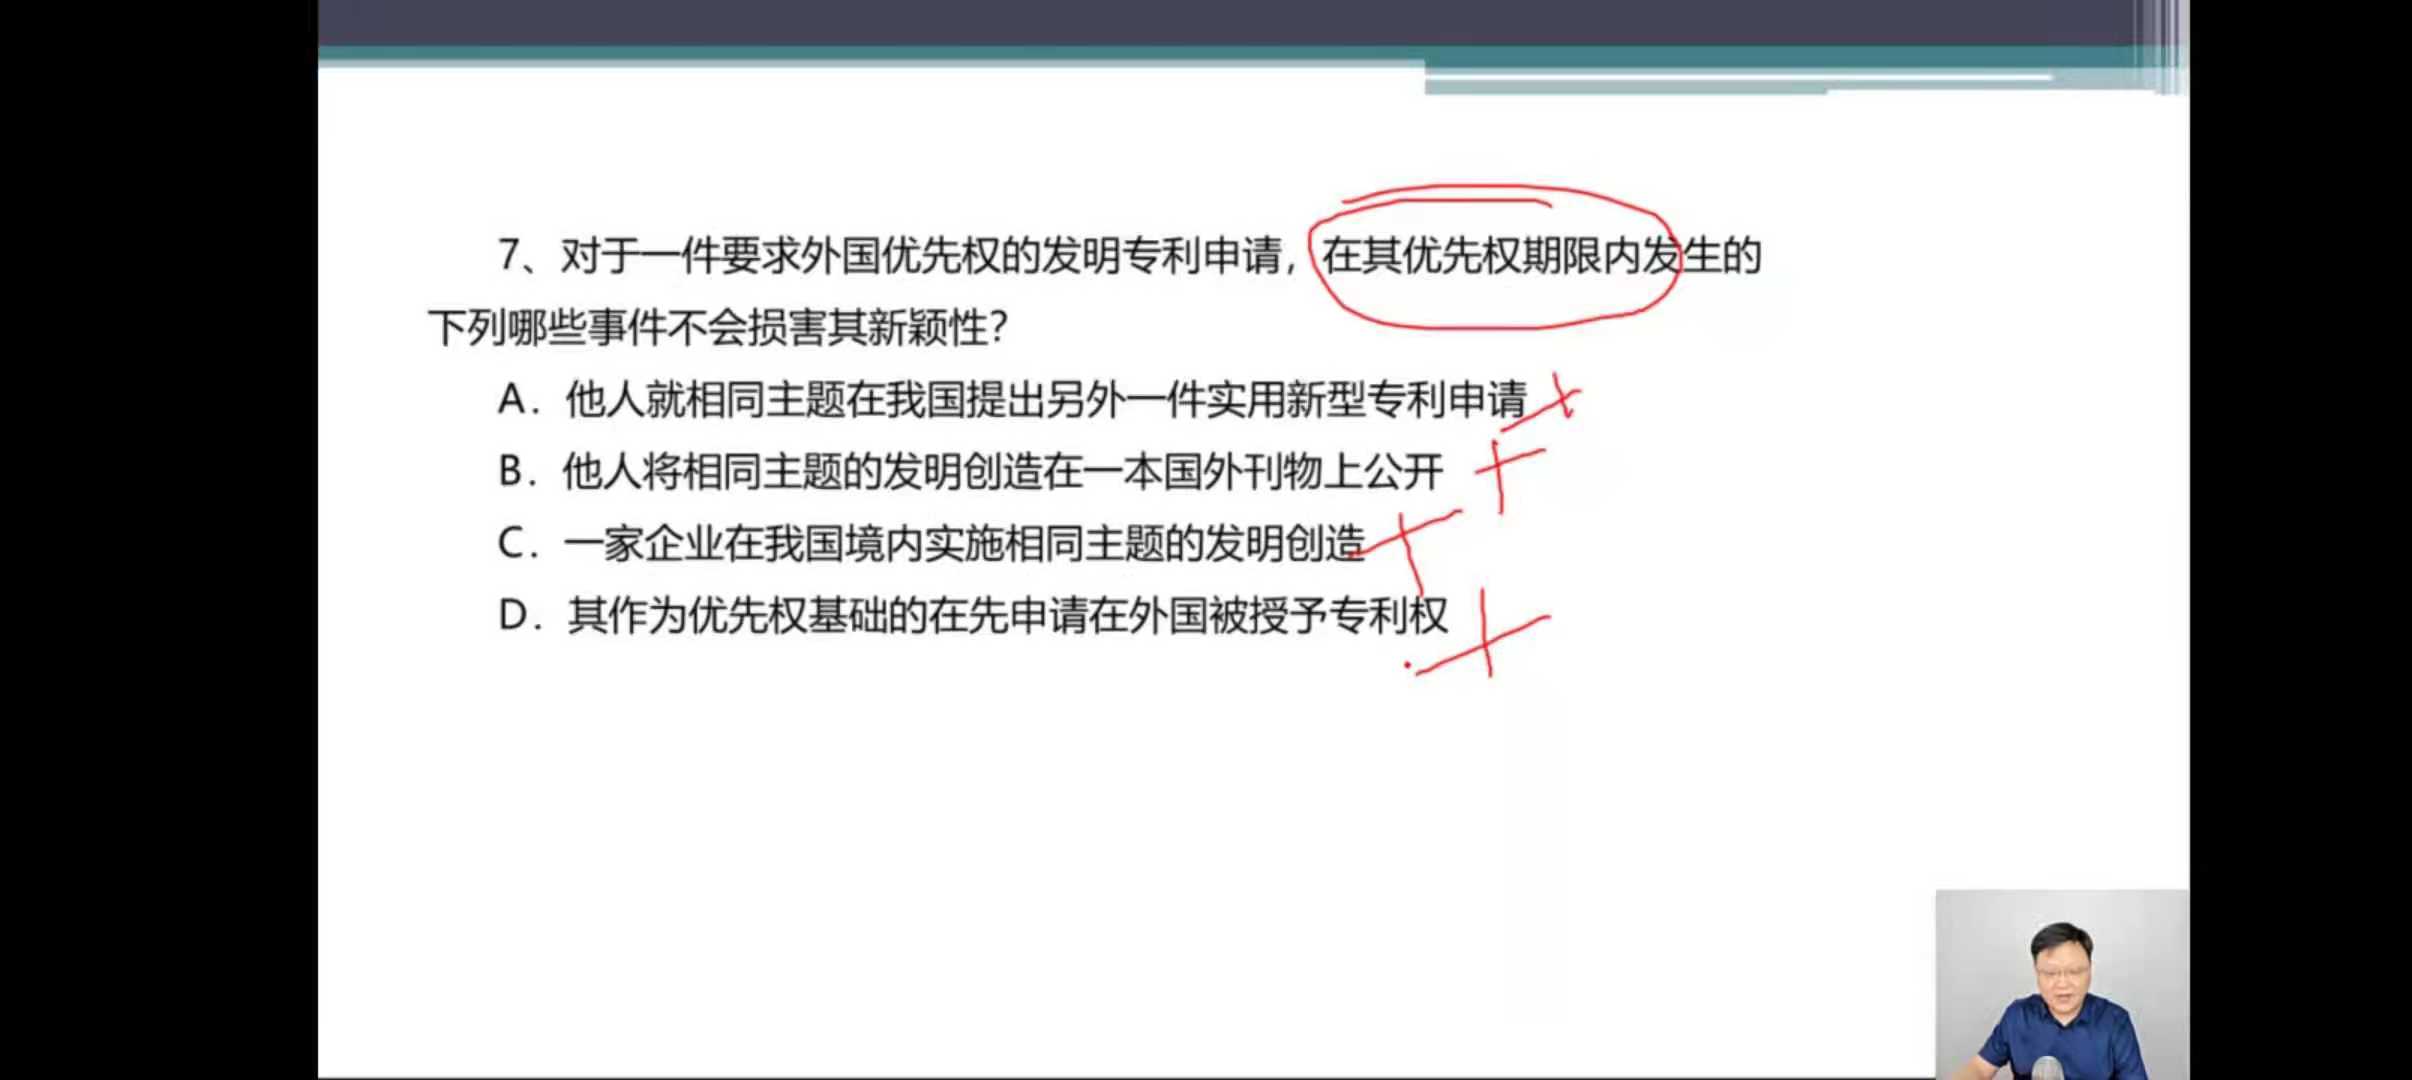 7、对于一件要求外国优先权的发明专利申请，在其优先权期限内发生的
下列哪些事件不会损害其新颖性？
A．他人就相同主题在我国提出另外一件实用新型专利申请
B．他人将相同主题的发明创造在一本国外刊物上公开
C．一家企业在我国境内实施相同主题的发明创造
D．其作为优先权基础的在先申请在外国被授予专利权